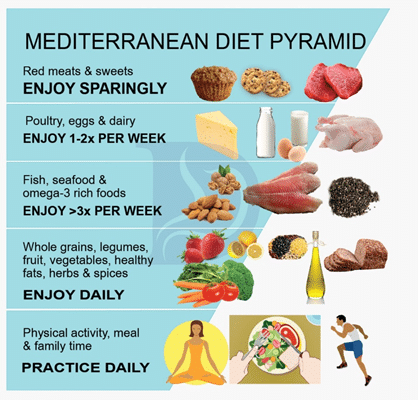 MEDITERRANEAN DIET PYRAMID
Red meats & sweets
ENJOY SPARINGLY
Poultry, eggs & dairy
ENJOY 1-2x PER WEEK
Fish, seafood &
omega-3 rich foods
ENJOY >3x PER WEEK
Whole grains, legumes,
fruit, vegetables, healthy
fats, herbs & spices
ENJOY DAILY
Physical activity, meal
& family time
PRACTICE DAILY